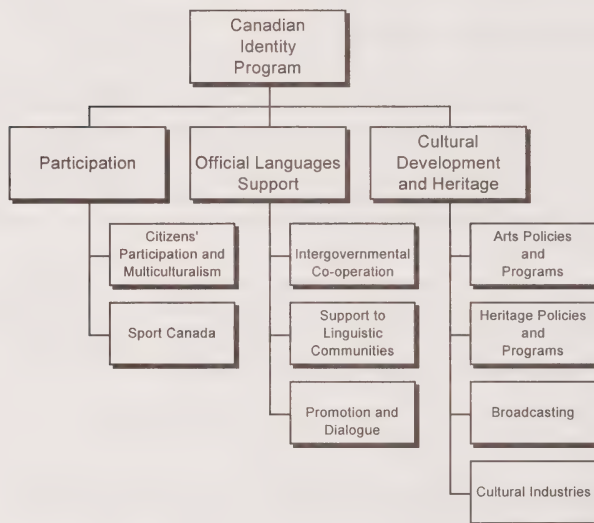 Canadian
Identity
Program
Participation
Official Languages
Support
Cultural
Development
and Heritage
Citizens'
Participation and
Multiculturalism
Sport Canada
Intergovernmental
Co-operation
Support to
Linguistic
Communities
Promotion and
Dialogue
Arts Policies
and
Programs
Heritage Policies
and
Programs
Broadcasting
Cultural Industries